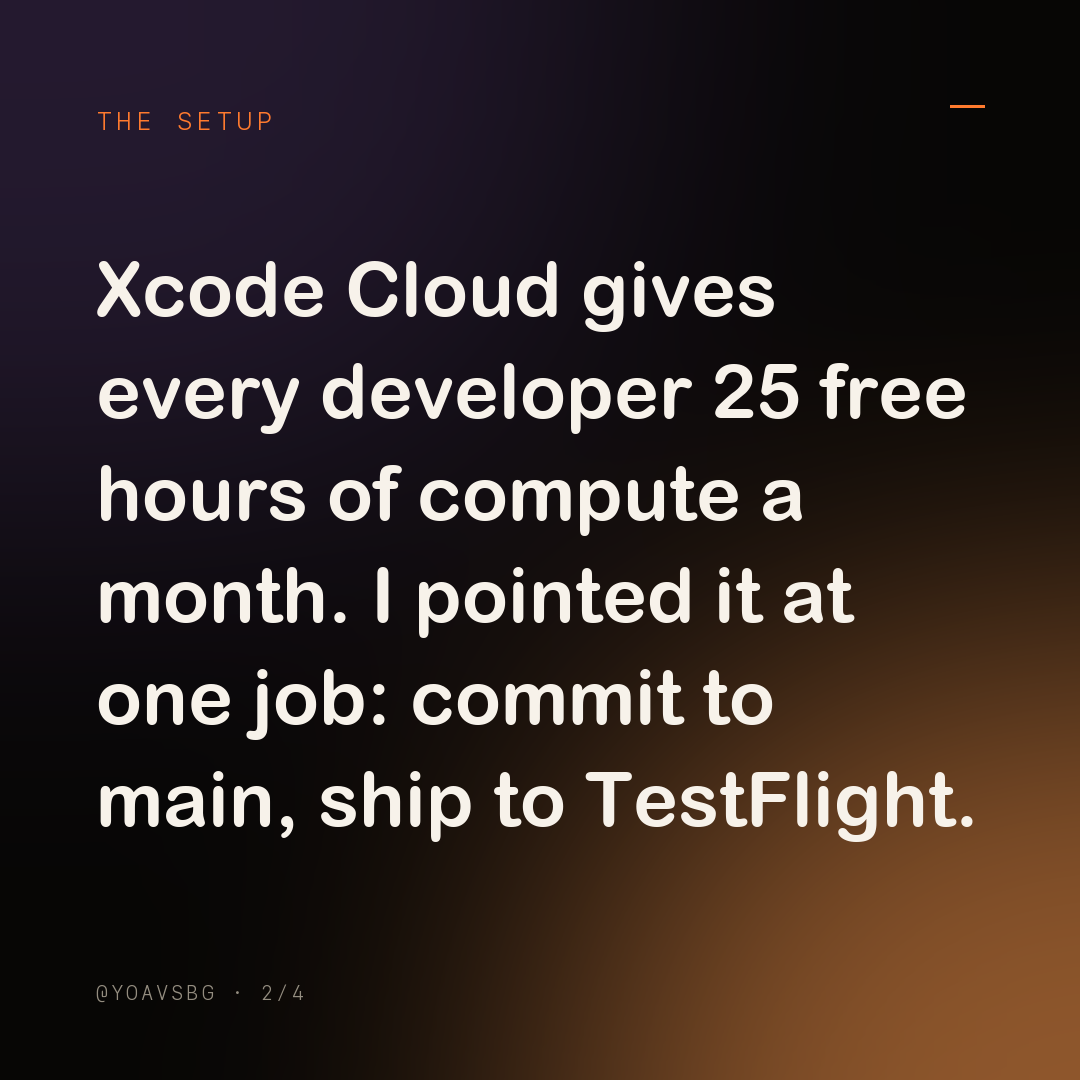 THE SETUP
Xcode Cloud gives
every developer 25 free
hours of compute a
month. I pointed it at
one job: commit to
main, ship to TestFlight.
@YOAVSBG · 2/4